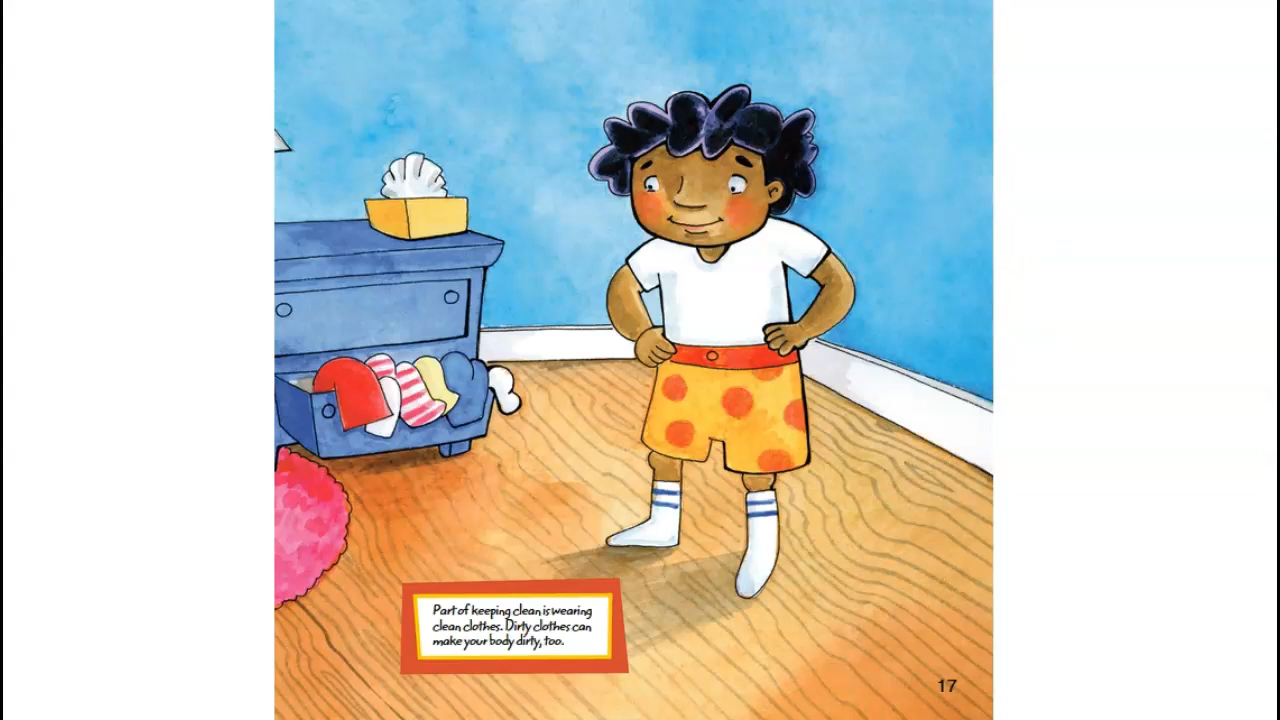 Part of keeping clean is wearing
clean clothes. Dirty clothes can
make your body dirty, too.
17